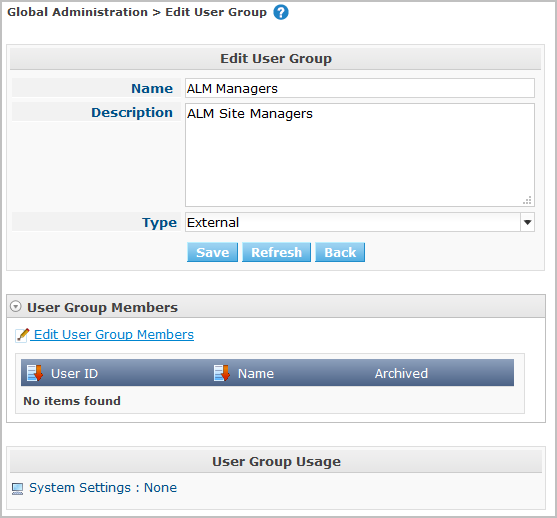 Global Administration > Edit User Group ?
Edit User Group
Name ALM Managers
Description ALM Site Managers
Type External
Save Refresh Back
User Group Members
Edit User Group Members
User ID Name Archived
No items found
User Group Usage
System Settings : None